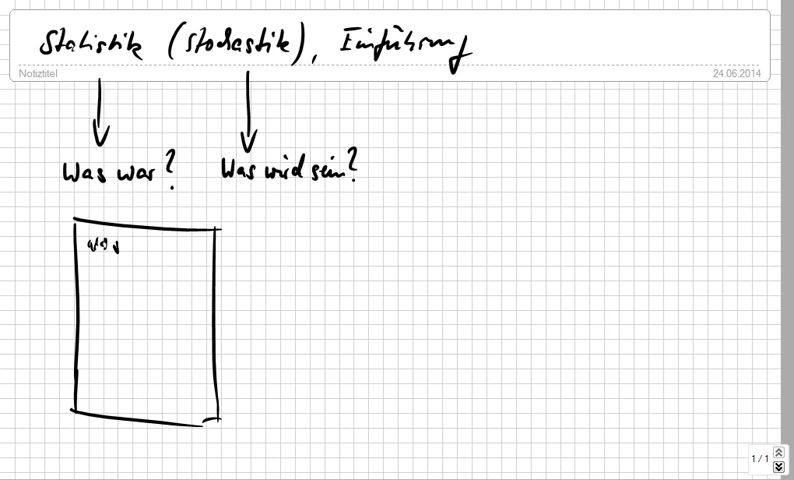 Statistik (Stochastik), Einführung
Notiztitel
24.06.2014
Was war? Was wird sein?
1 / 1